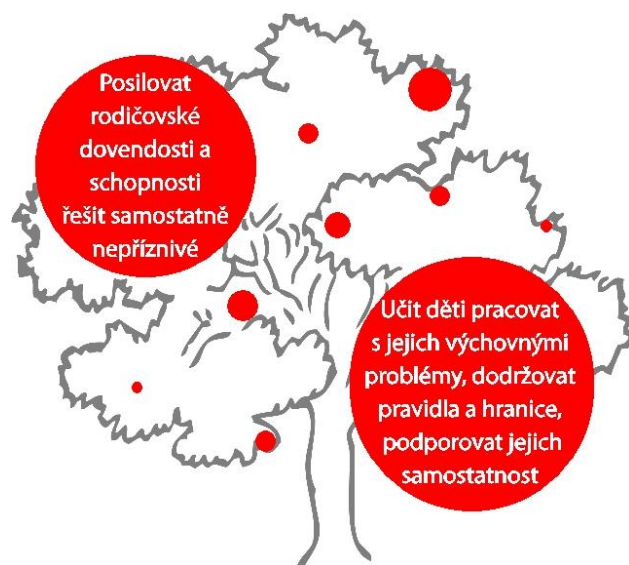 Posilovat
rodičovské
dovendosti a
schopnosti
řešit samostatně
nepříznivé
Učit děti pracovat
s jejich výchovnými
problémy, dodržovat
pravidla a hranice,
podporovat jejich
samostatnost